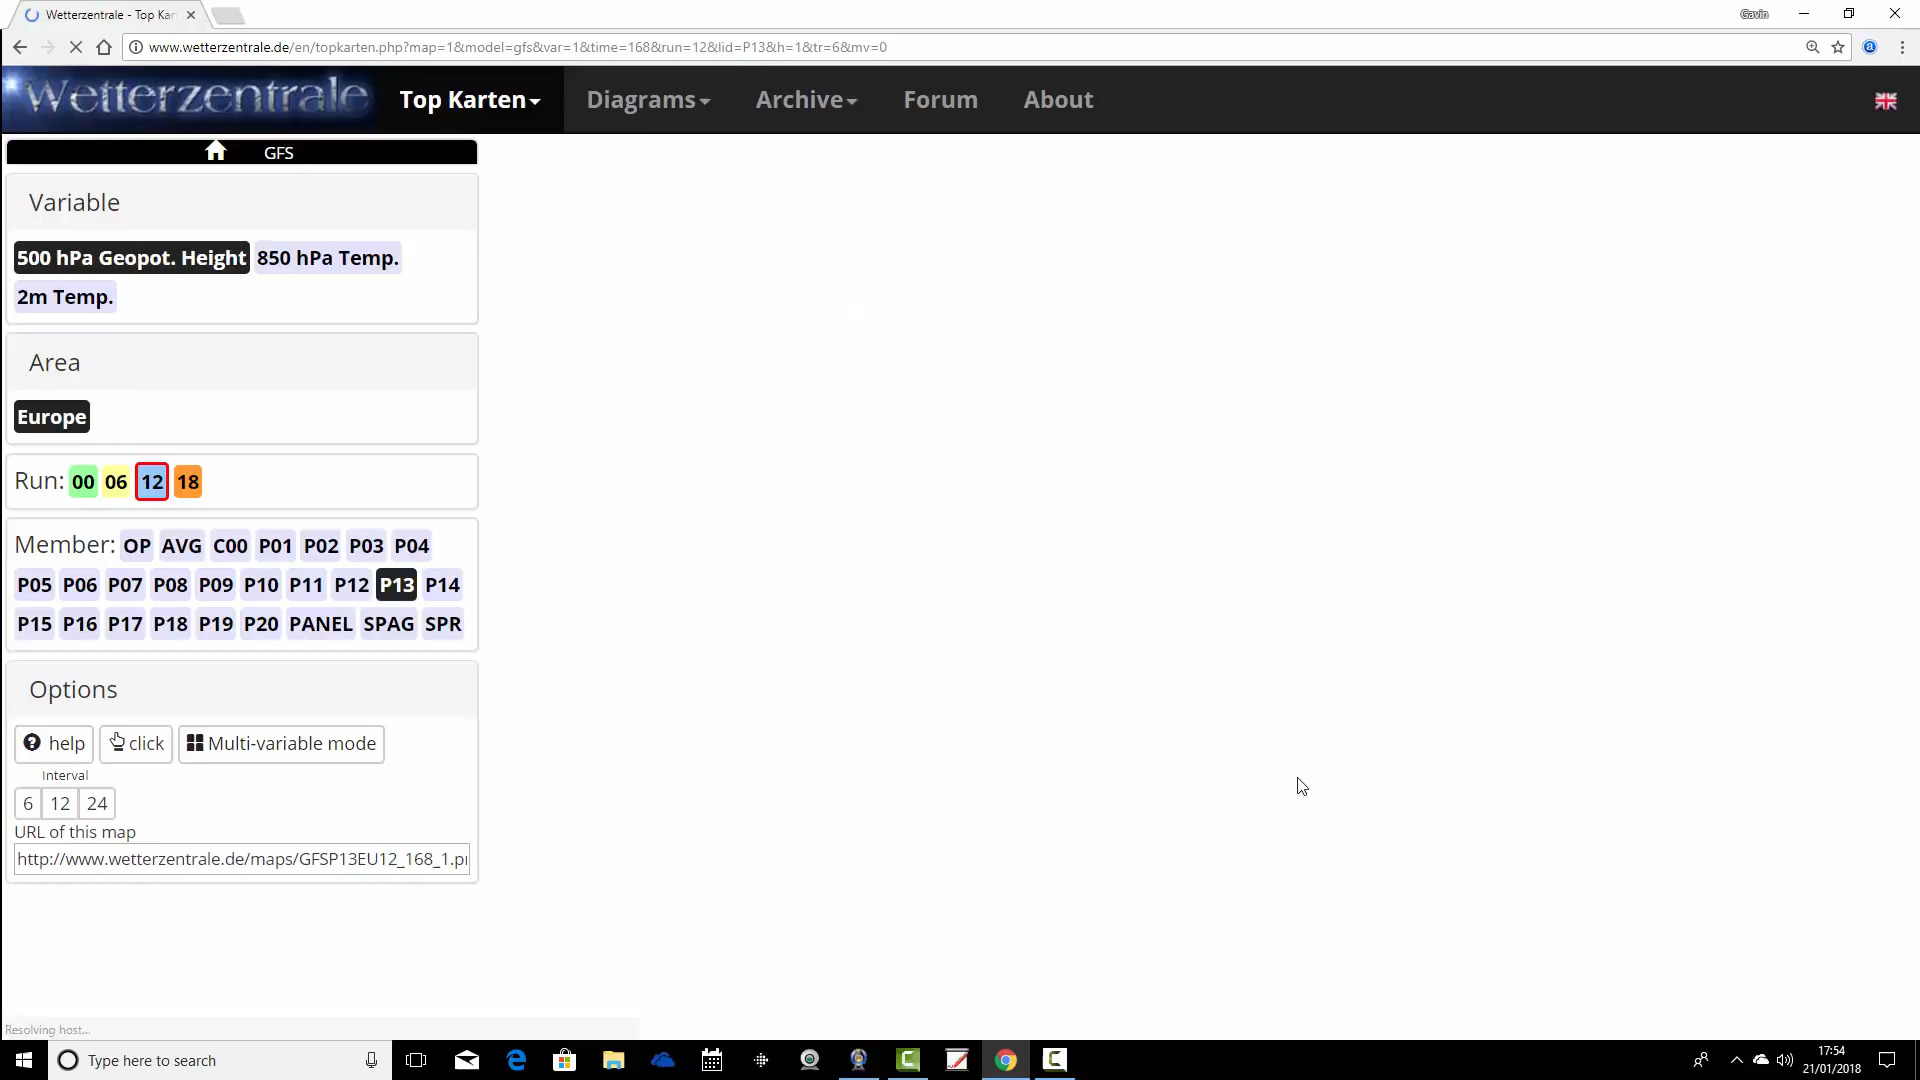 Wetterzentrale - Top Kar
Gavin
www.wetterzentrale.de/en/topkarten.php?map=1&model=gfs&var=1&time=168&run=12&lid=P13&h=1&tr=6&mv=0
Wetterzentrale Top Karten Diagrams Archive Forum About
GFS
Variable
500 hPa Geopot. Height 850 hPa Temp.
2m Temp.
Area
Europe
Run: 00 06 12 18
Member: OP AVG C00 P01 P02 P03 P04
P05 P06 P07 P08 P09 P10 P11 P12 P13 P14
P15 P16 P17 P18 P19 P20 PANEL SPAG SPR
Options
help click Multi-variable mode
Interval
6 12 24
URL of this map
http://www.wetterzentrale.de/maps/GFSP13EU12_168_1.p
Resolving host...
Type here to search
17:54
21/01/2018